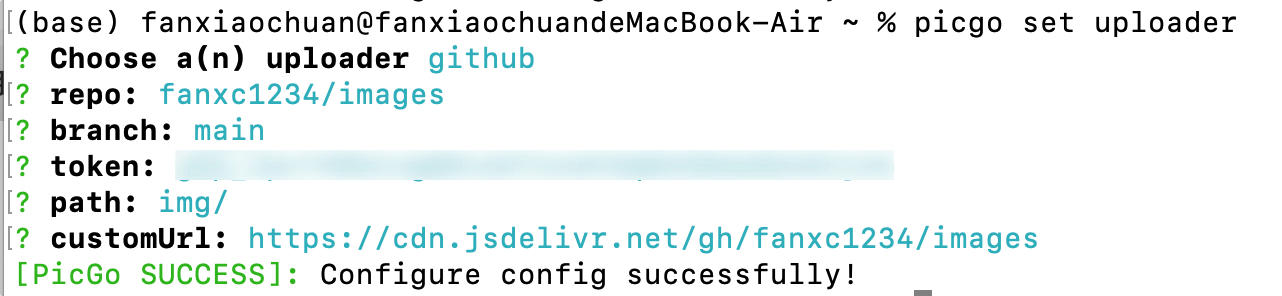 (base) fanxiaochuan@fanxiaochuandeMacBook-Air ~ % picgo set uploader
? Choose a(n) uploader github
? repo: fanxc1234/images
? branch: main
? token:
? path: img/
? customUrl: https://cdn.jsdelivr.net/gh/fanxc1234/images
[PicGo SUCCESS]: Configure config successfully!